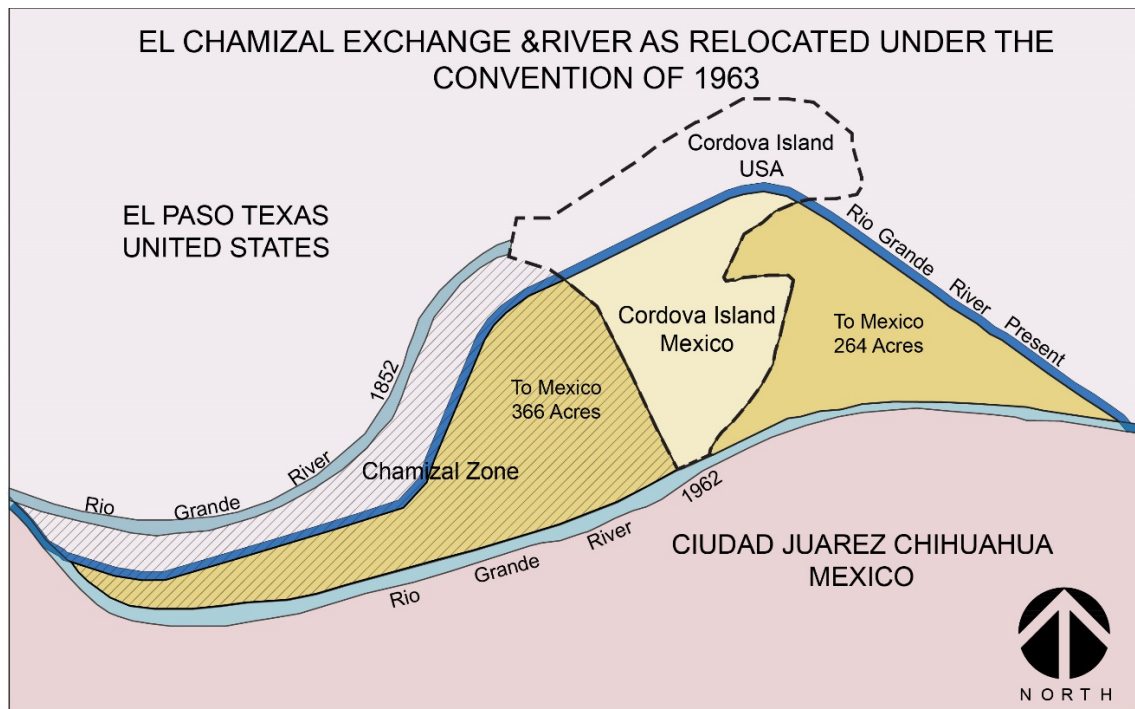 EL CHAMIZAL EXCHANGE &RIVER AS RELOCATED UNDER THE
CONVENTION OF 1963
Cordova Island
USA
EL PASO TEXAS
UNITED STATES
Rio Grande River Present
Cordova Island
Mexico
To Mexico
264 Acres
To Mexico
366 Acres
1852
Chamizal Zone
Rio Grande River
1962
Rio Grande River
CIUDAD JUAREZ CHIHUAHUA
MEXICO
NORTH